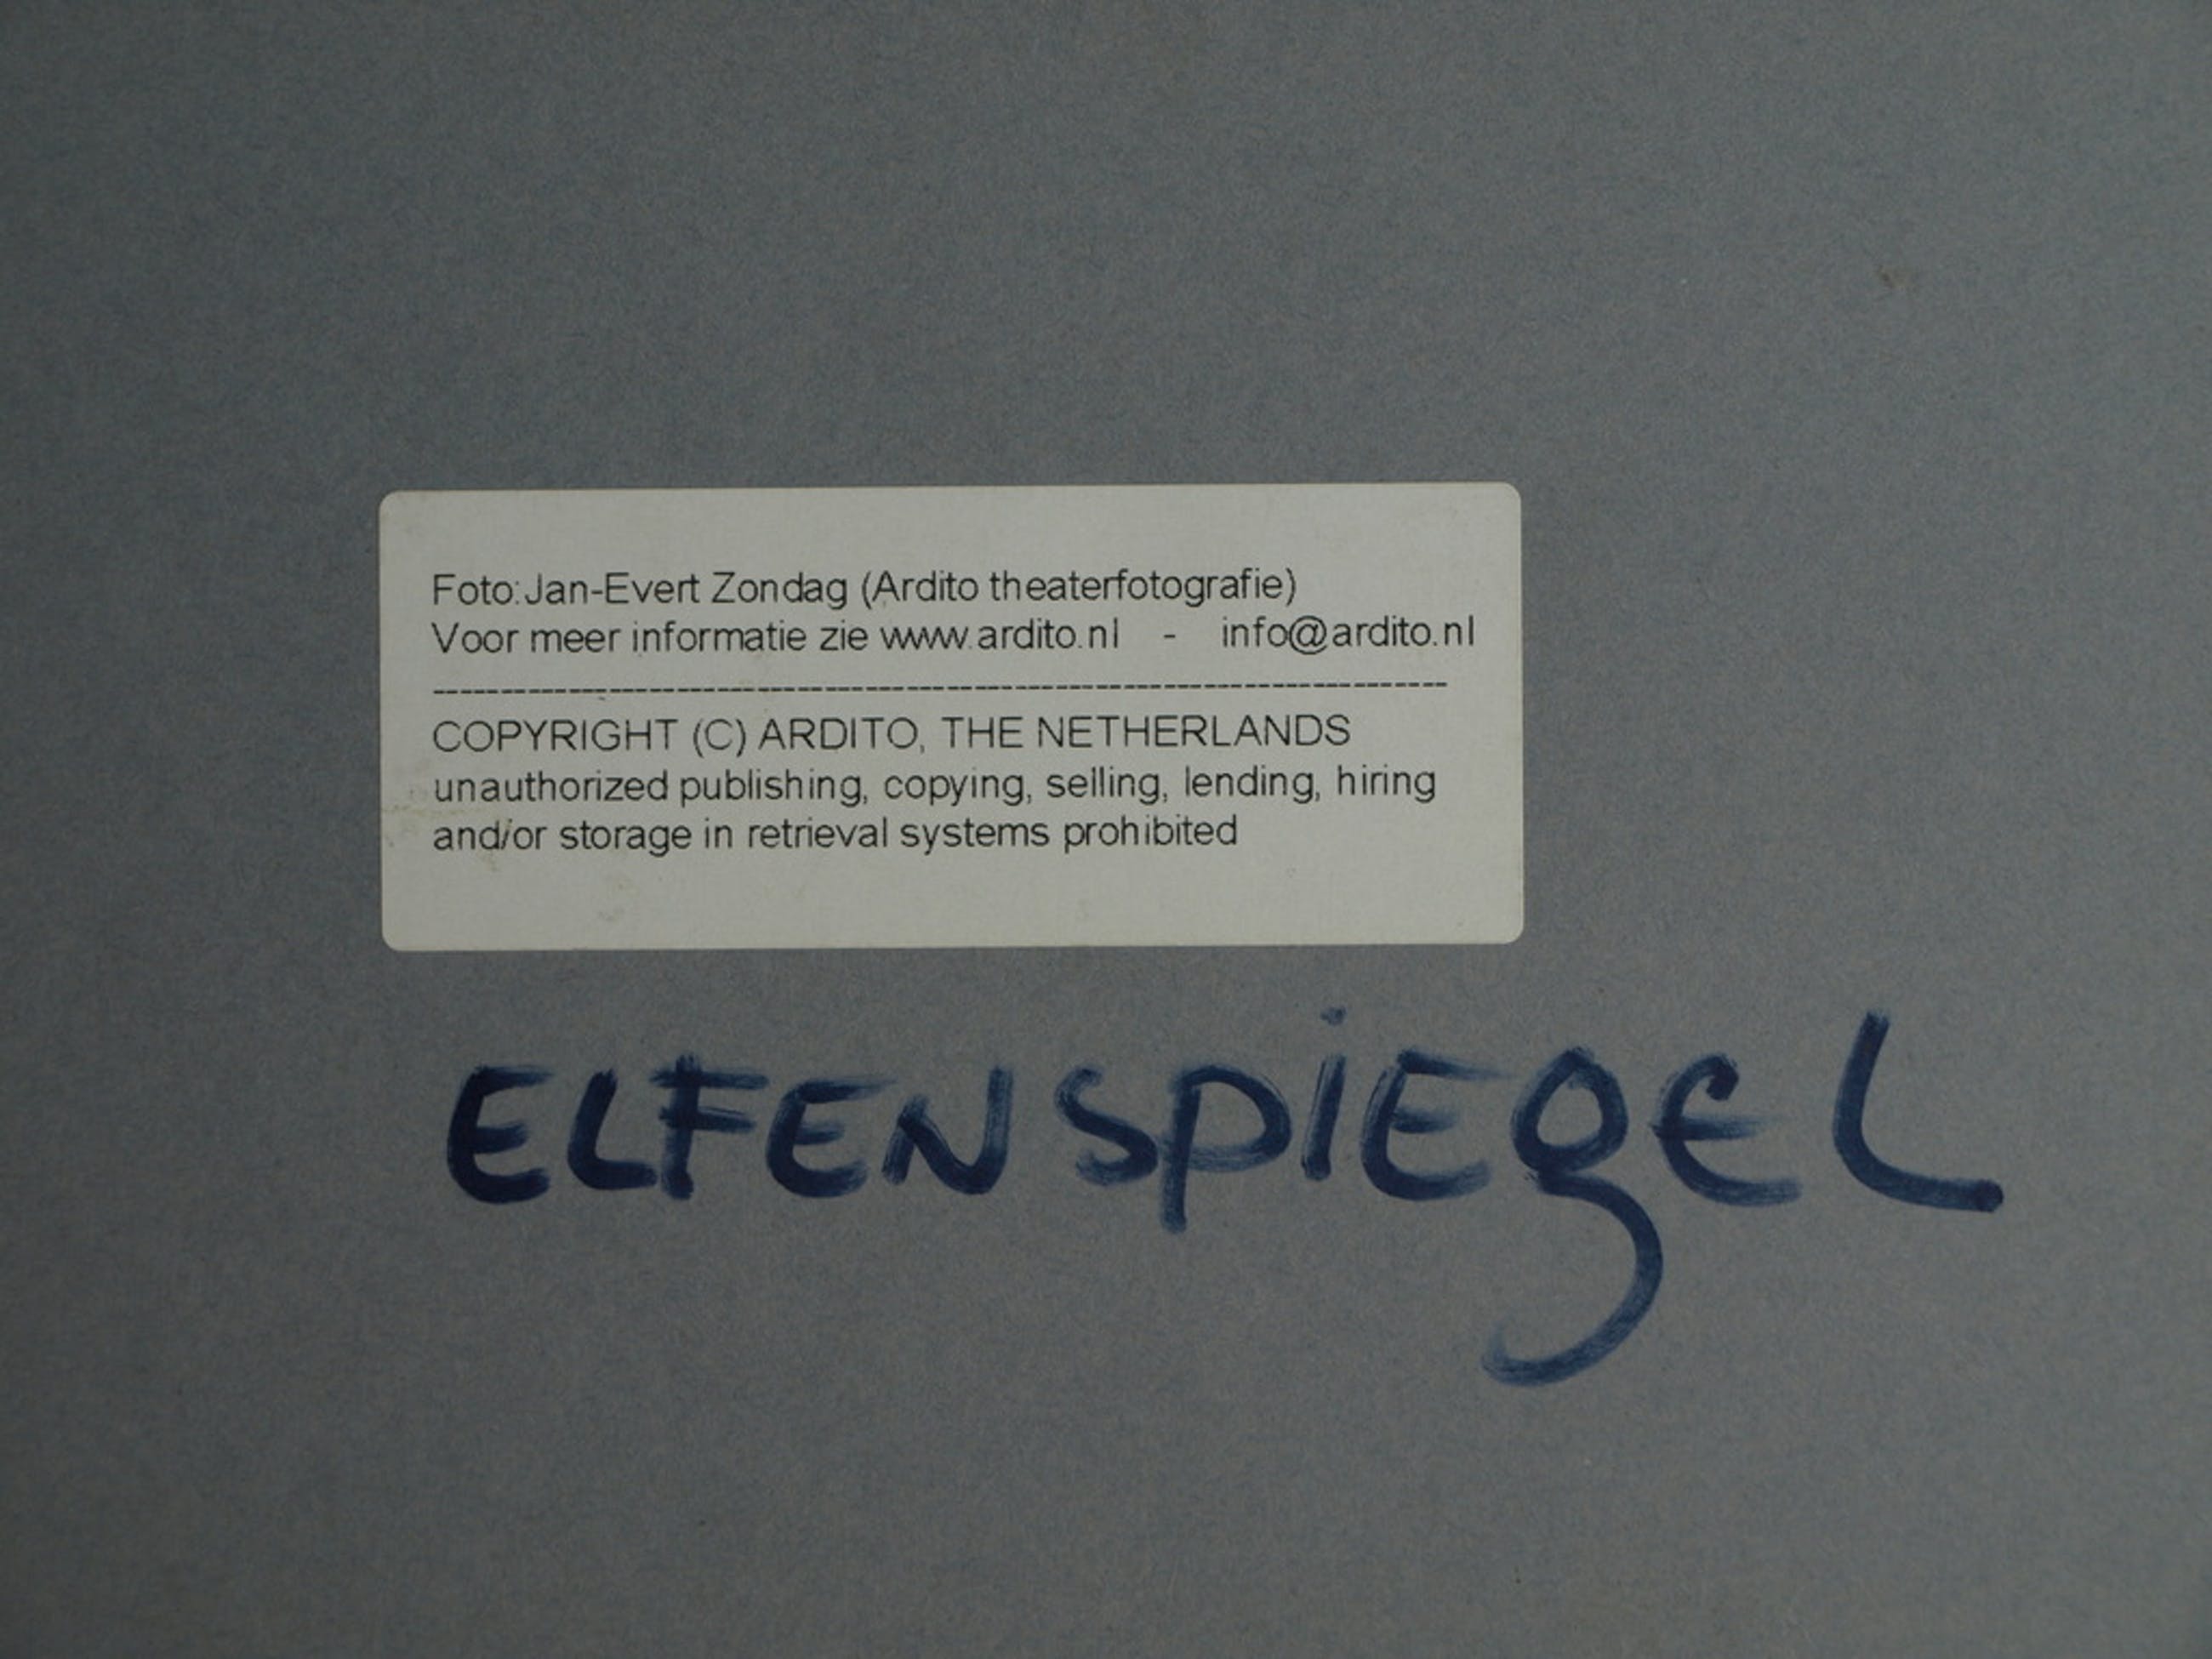 Foto: Jan-Evert Zondag (Ardito theaterfotografie)
Voor meer informatie zie www.ardito.nl - info@ardito.nl
--------------------------------------------------------------------------------
COPYRIGHT (C) ARDITO, THE NETHERLANDS
unauthorized publishing, copying, selling, lending, hiring
and/or storage in retrieval systems prohibited
ELFENSPiEgEL